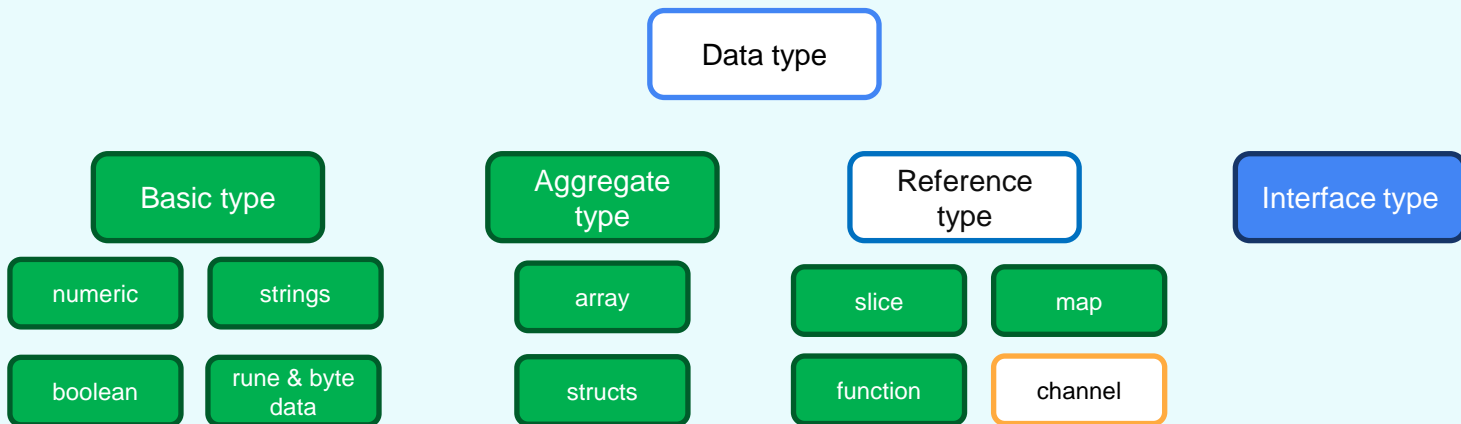 Data type
Basic type
Aggregate
type
Reference
type
Interface type
numeric
strings
array
slice
map
boolean
rune & byte
data
structs
function
channel